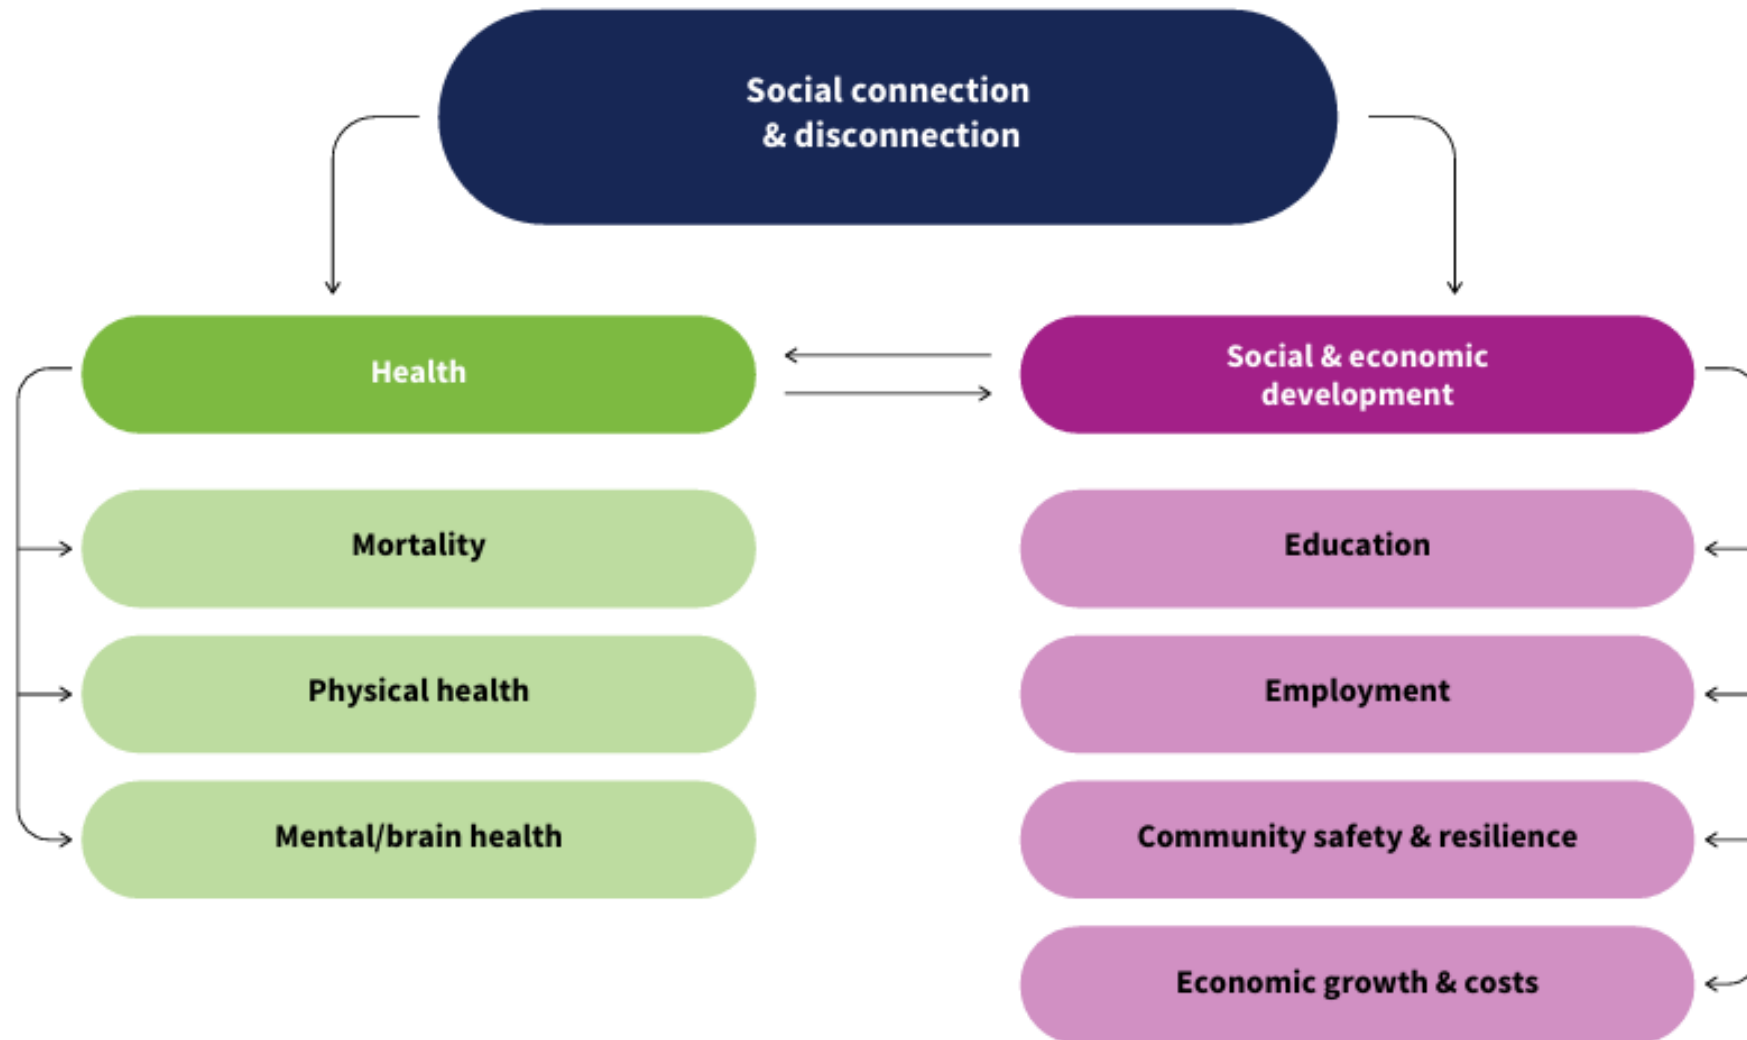 Social connection
& disconnection
Health
Social & economic
development
Mortality
Physical health
Mental/brain health
Education
Employment
Community safety & resilience
Economic growth & costs